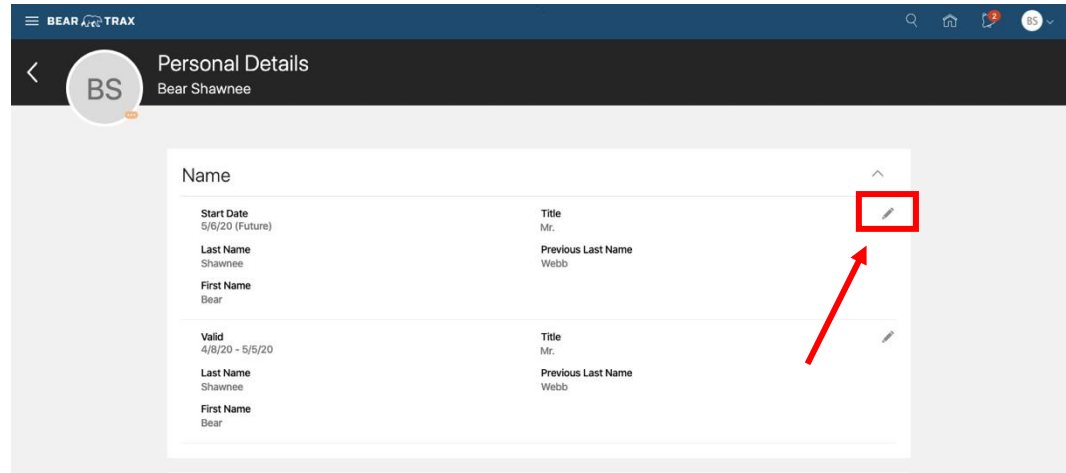 BEAR TRAX
2
BS
BS
Personal Details
Bear Shawnee
Name
Start Date
5/6/20 (Future)
Title
Mr.
Last Name
Shawnee
Previous Last Name
Webb
First Name
Bear
Valid
4/8/20 - 5/5/20
Title
Mr.
Last Name
Shawnee
Previous Last Name
Webb
First Name
Bear